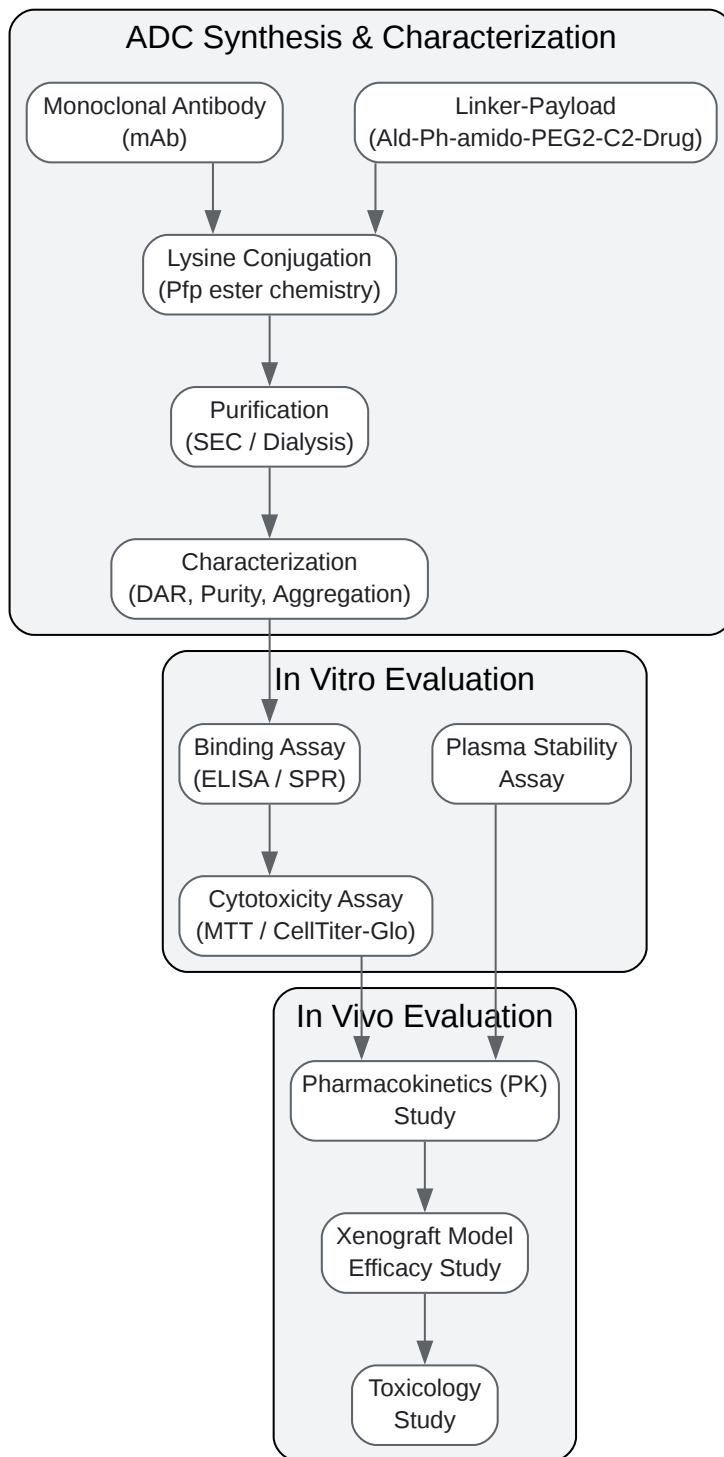 ADC Synthesis & Characterization
Monoclonal Antibody
(mAb)
Linker-Payload
(Ald-Ph-amido-PEG2-C2-Drug)
Lysine Conjugation
(Pfp ester chemistry)
Purification
(SEC / Dialysis)
Characterization
(DAR, Purity, Aggregation)
In Vitro Evaluation
Binding Assay
(ELISA / SPR)
Plasma Stability
Assay
Cytotoxicity Assay
(MTT / CellTiter-Glo)
In Vivo Evaluation
Pharmacokinetics (PK)
Study
Xenograft Model
Efficacy Study
Toxicology
Study